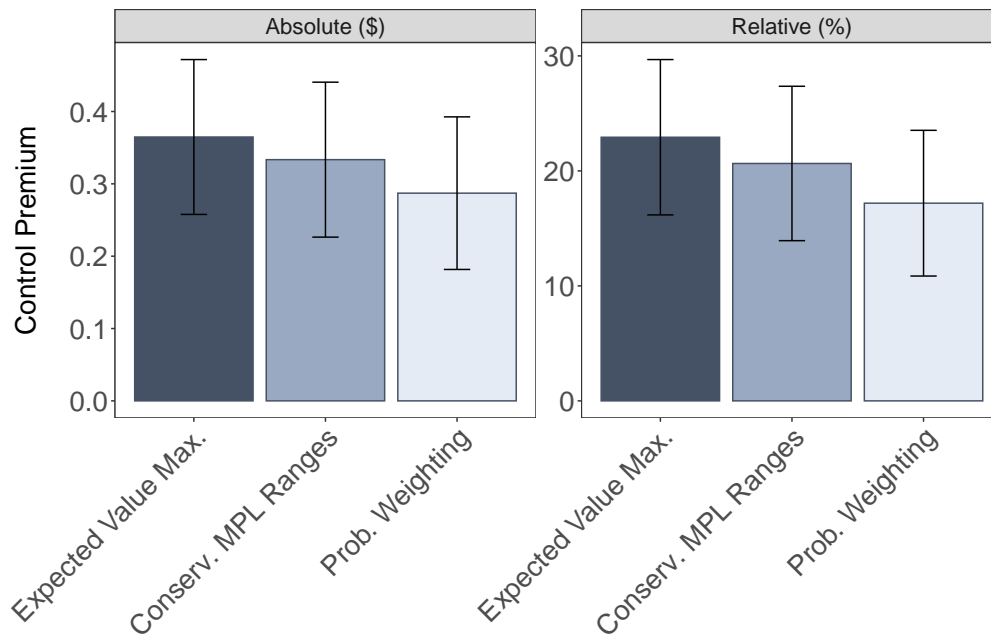 Absolute ($)
Relative (%)
Control Premium
0.4
0.3
0.2
0.1
0.0
30
20
10
0
Expected Value Max.
Conserv. MPL Ranges
Prob. Weighting
Expected Value Max.
Conserv. MPL Ranges
Prob. Weighting